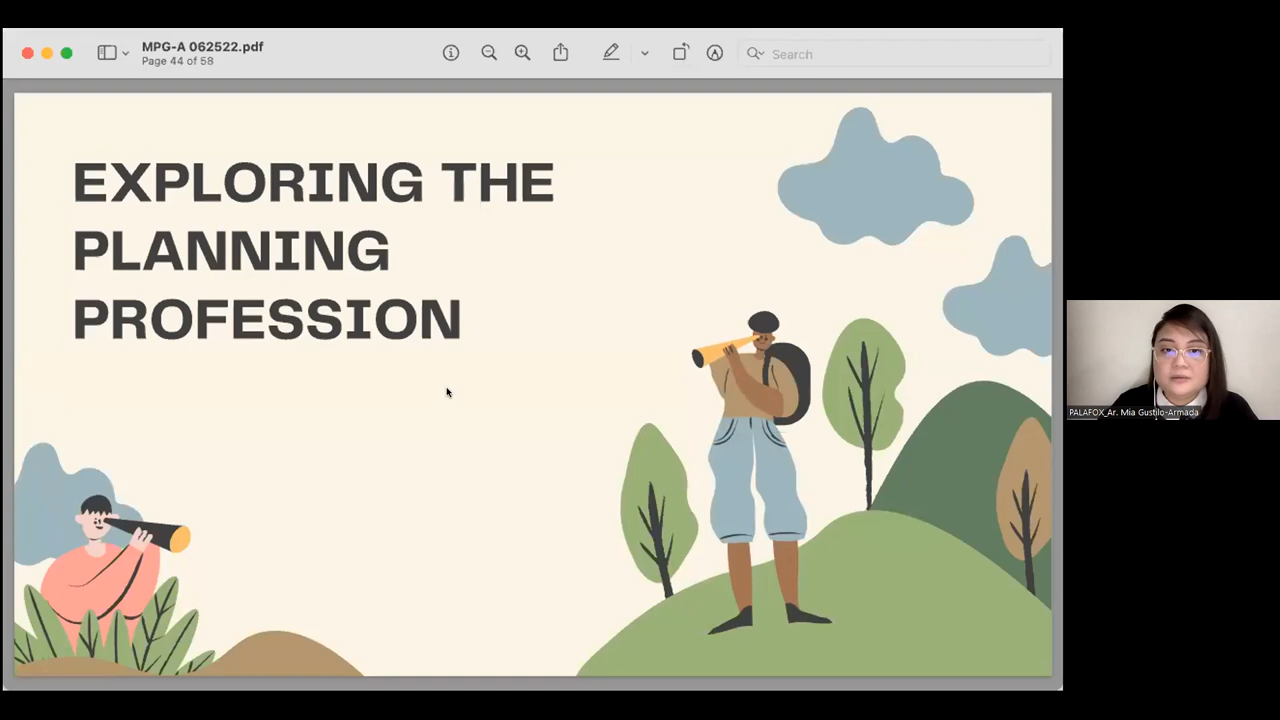 MPG-A 062522.pdf
Page 44 of 58
Search
EXPLORING THE
PLANNING
PROFESSION
PALAFOX_Ar. Mia Gustilo-Armada